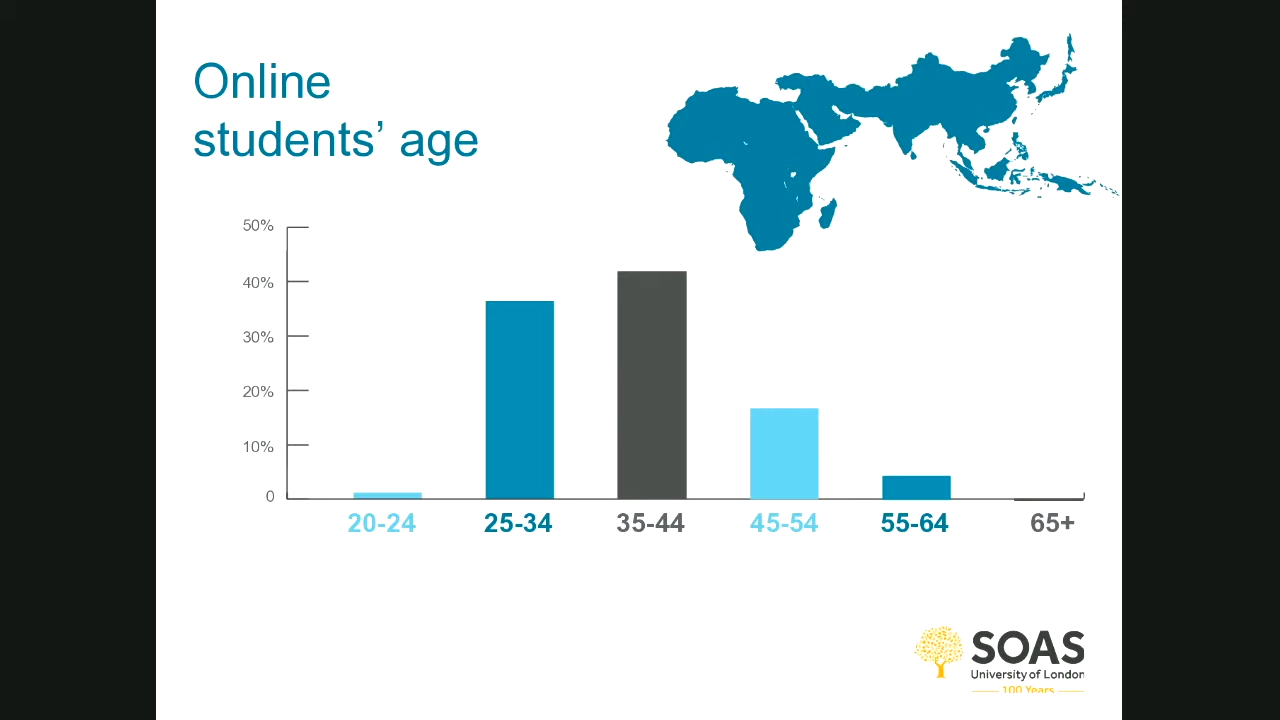 Online
students’ age
50%
40%
30%
20%
10%
0
20-24 25-34 35-44 45-54 55-64 65+
SOAS
University of London
100 Years